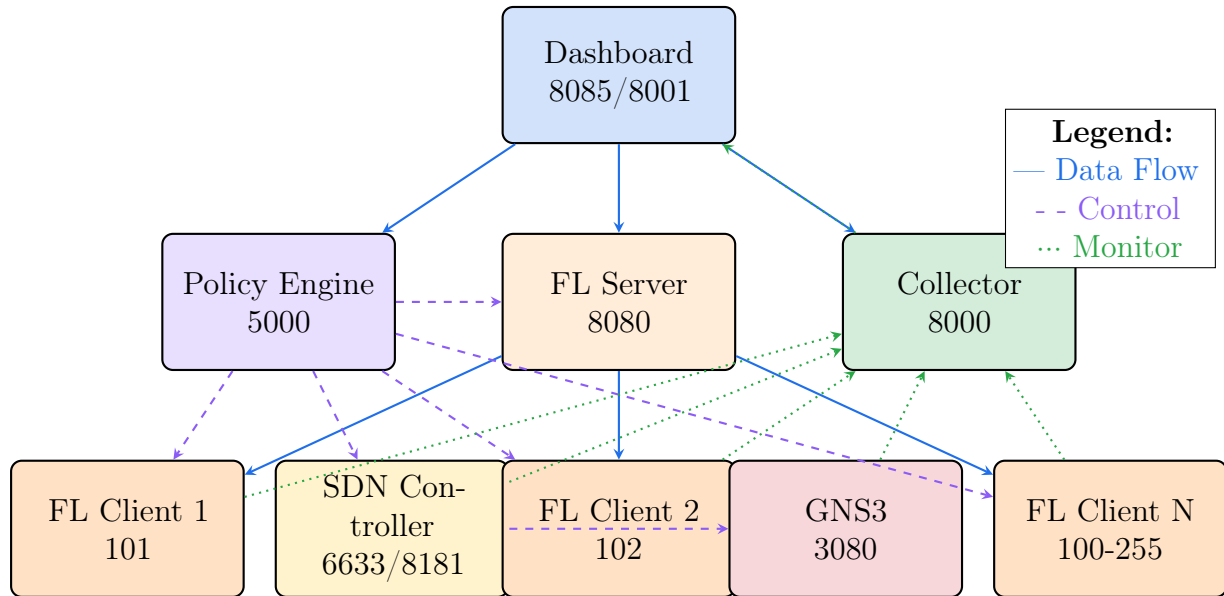 Dashboard
8085/8001
Legend:
— Data Flow
-- Control
··· Monitor
Policy Engine
5000
FL Server
8080
Collector
8000
FL Client 1
101
SDN Con-
troller
6633/8181
FL Client 2
102
GNS3
3080
FL Client N
100-255